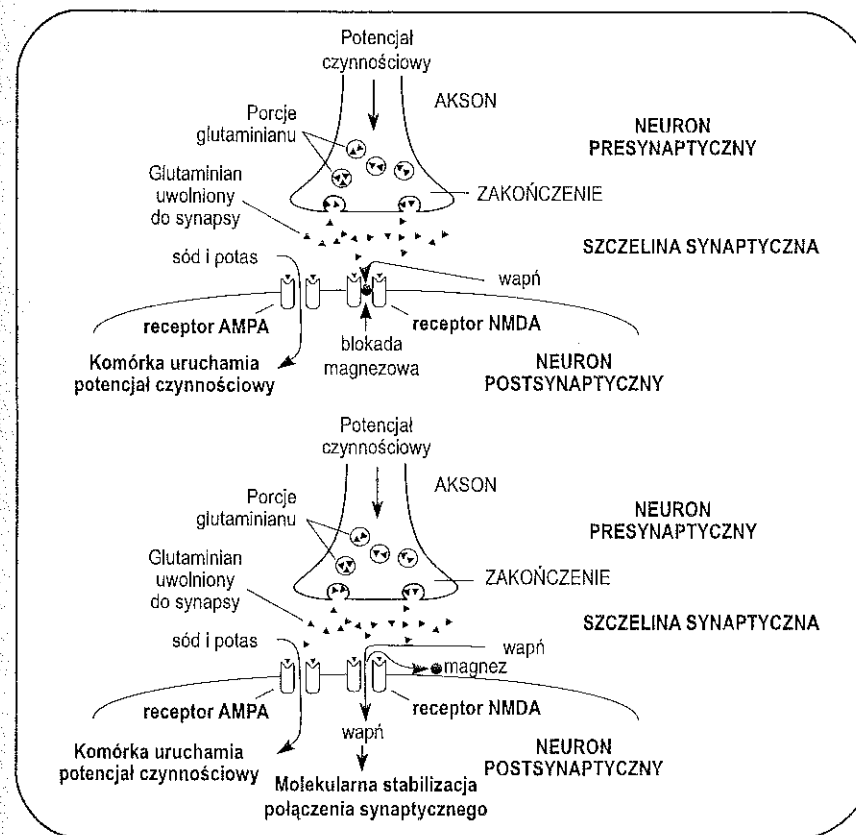 Potencjał
czynnościowy
AKSON
Porcje
glutaminianu
NEURON
PRESYNAPTYCZNY
Glutaminian
uwolniony
do synapsy
ZAKOŃCZENIE
SZCZELINA SYNAPTYCZNA
sód i potas
wapń
receptor AMPA
receptor NMDA
blokada
magnezowa
Komórka uruchamia
potencjał czynnościowy
NEURON
POSTSYNAPTYCZNY
Potencjał
czynnościowy
AKSON
Porcje
glutaminianu
NEURON
PRESYNAPTYCZNY
Glutaminian
uwolniony
do synapsy
ZAKOŃCZENIE
SZCZELINA SYNAPTYCZNA
sód i potas
wapń
magnez
receptor AMPA
receptor NMDA
wapń
Komórka uruchamia
potencjał czynnościowy
NEURON
POSTSYNAPTYCZNY
Molekularna stabilizacja
połączenia synaptycznego